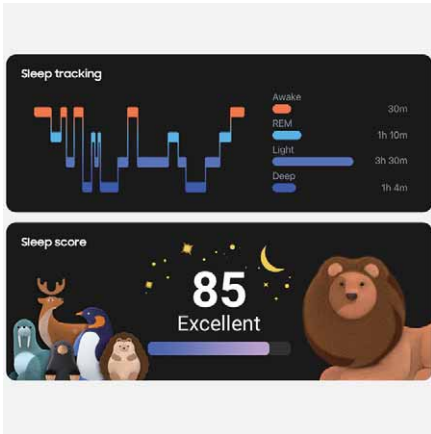 Sleep tracking
Awake
30m
REM
1h 10m
Light
3h 30m
Deep
1h 4m
Sleep score
85
Excellent